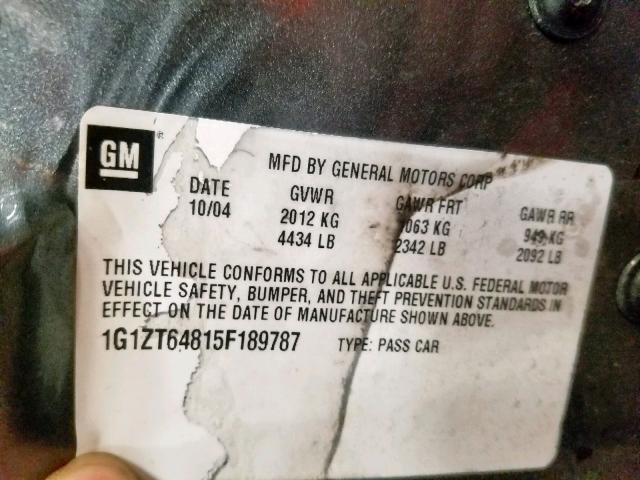 GM
MFD BY GENERAL MOTORS CORP
DATE GVWR GAWR FRT GAWR RR
10/04 2012 KG 1063 KG 949 KG
4434 LB 2342 LB 2092 LB
THIS VEHICLE CONFORMS TO ALL APPLICABLE U.S. FEDERAL MOTOR
VEHICLE SAFETY, BUMPER, AND THEFT PREVENTION STANDARDS IN
EFFECT ON THE DATE OF MANUFACTURE SHOWN ABOVE.
1G1ZT64815F189787 TYPE: PASS CAR